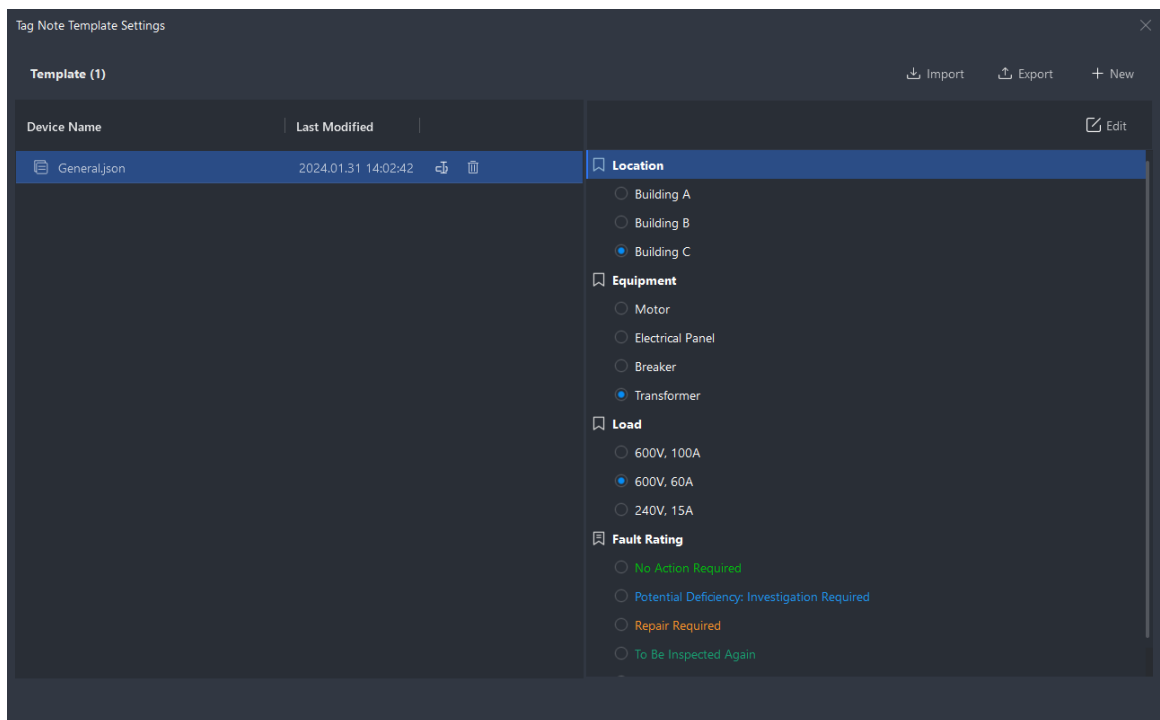 Tag Note Template Settings
Template (1)
Import
Export
New
Device Name
Last Modified
Edit
General.json
2024.01.31 14:02:42
Location
Building A
Building B
Building C
Equipment
Motor
Electrical Panel
Breaker
Transformer
Load
600V, 100A
600V, 60A
240V, 15A
Fault Rating
No Action Required
Potential Deficiency: Investigation Required
Repair Required
To Be Inspected Again